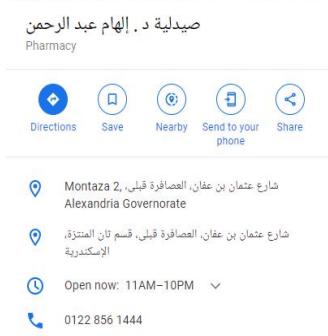 صيدلية د . إلهام عبد الرحمن
Pharmacy
Directions
Save
Nearby
Send to your
phone
Share
شارع عثمان بن عفان، العصافرة قبلى، Montaza 2,
Alexandria Governorate
شارع عثمان بن عفان، العصافرة قبلى، قسم ثان المنتزة،
الإسكندرية
Open now: 11AM–10PM
0122 856 1444